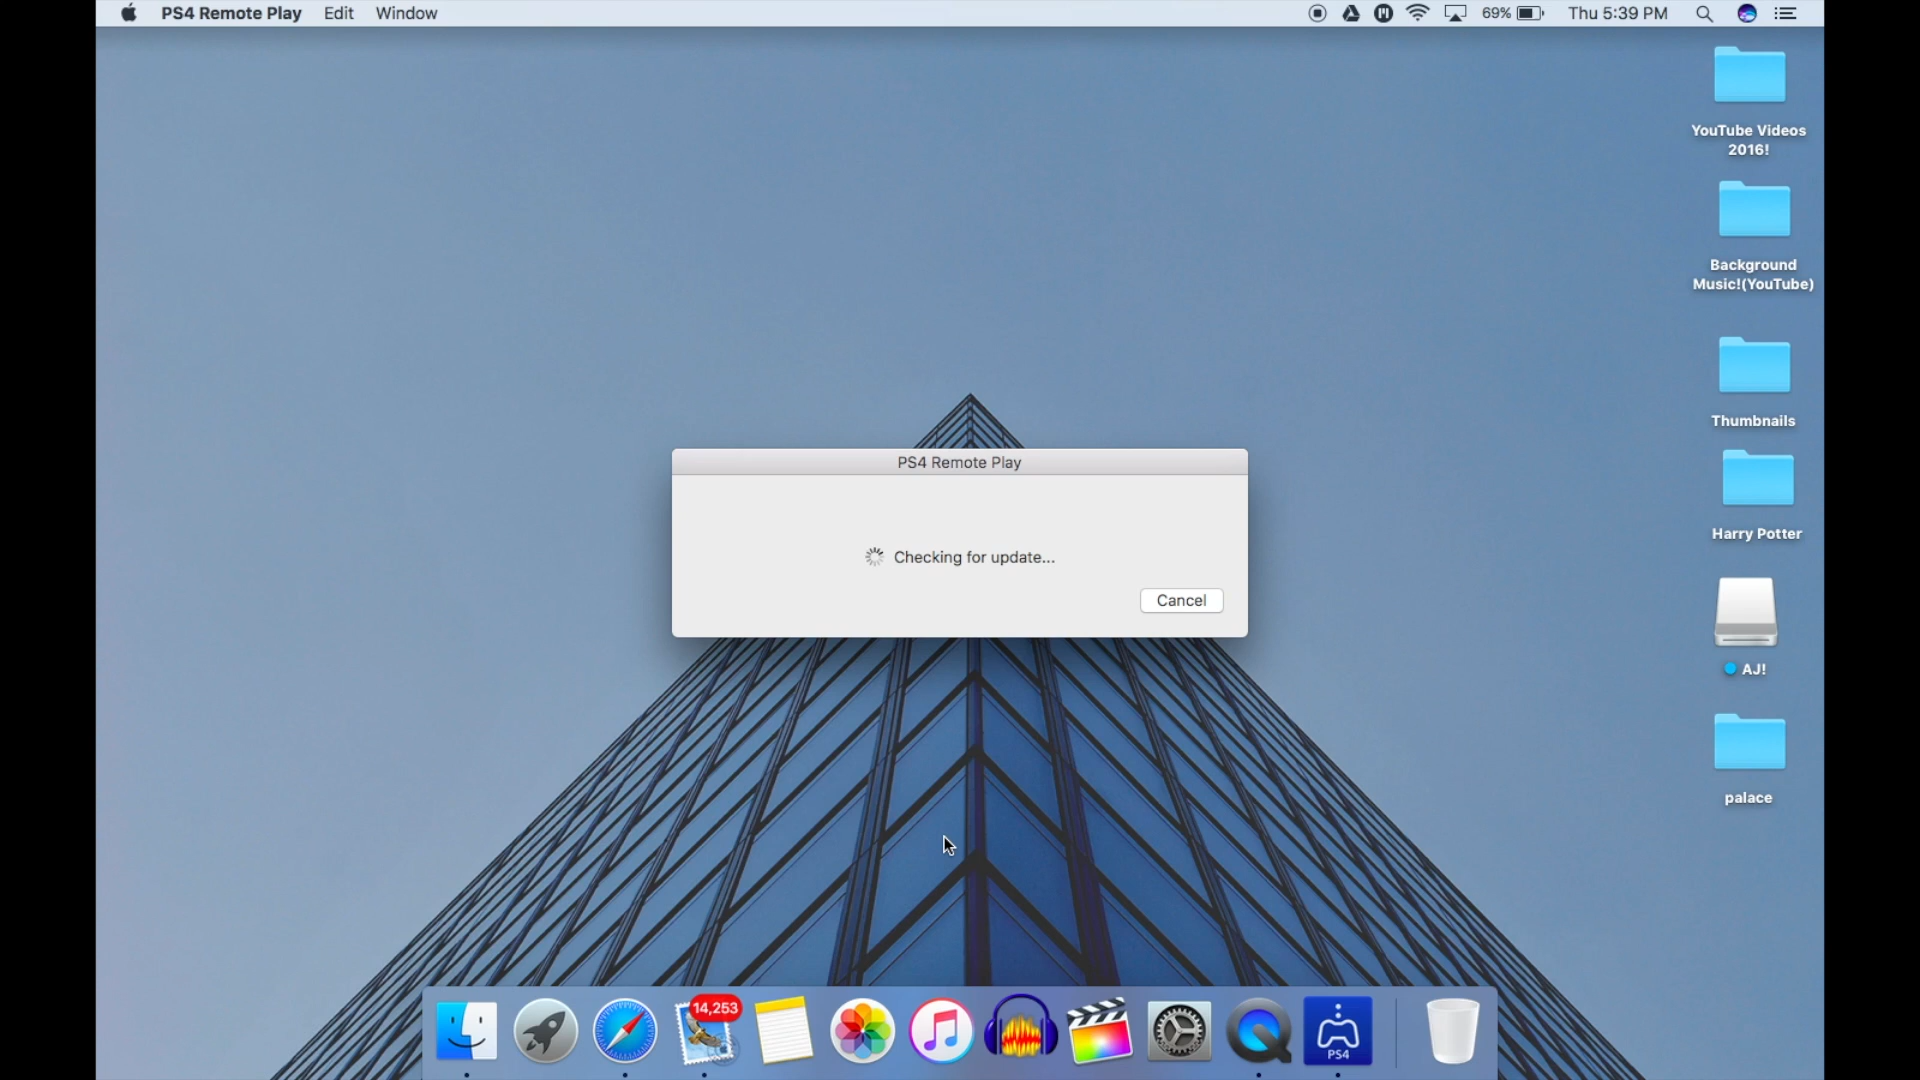 PS4 Remote Play Edit Window 69% Thu 5:39 PM
YouTube Videos
2016!
Background
Music!(YouTube)
Thumbnails
PS4 Remote Play
Harry Potter
Checking for update...
Cancel
AJ!
palace
14,253
PS4